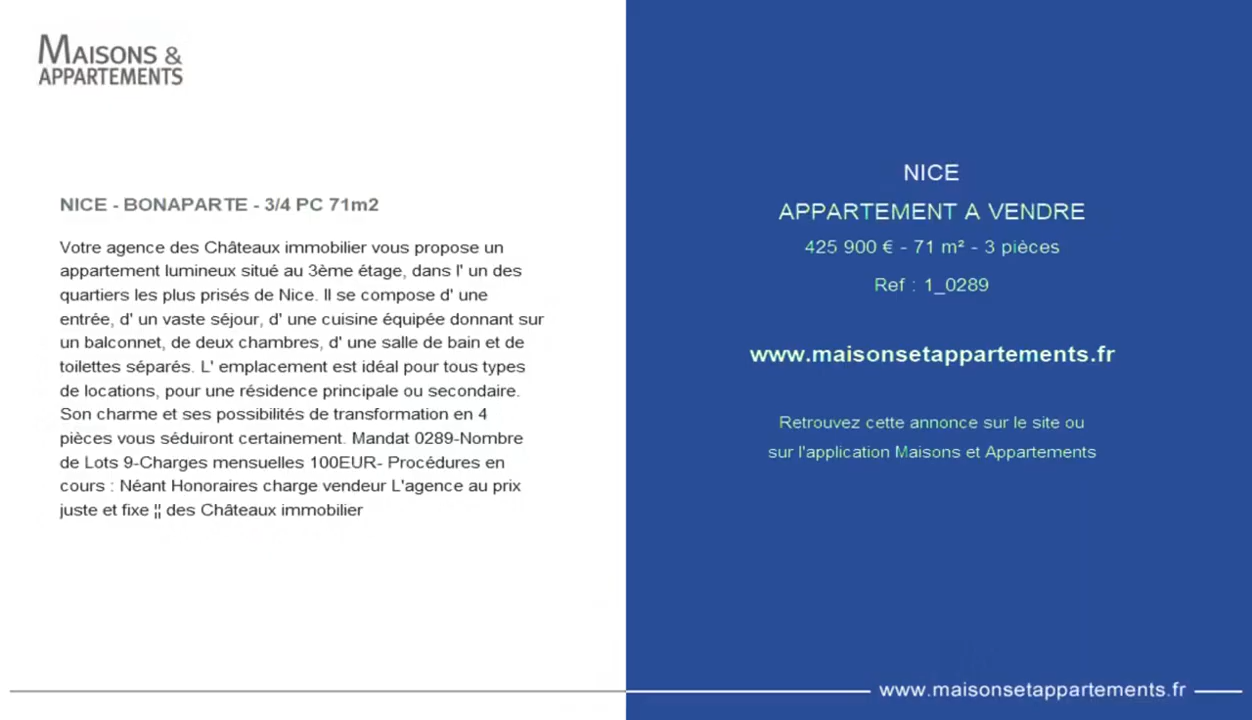 MAISONS &
APPARTEMENTS
NICE - BONAPARTE - 3/4 PC 71m2
Votre agence des Châteaux immobilier vous propose un
appartement lumineux situé au 3ème étage, dans l' un des
quartiers les plus prisés de Nice. Il se compose d' une
entrée, d' un vaste séjour, d' une cuisine équipée donnant sur
un balconnet, de deux chambres, d' une salle de bain et de
toilettes séparés. L' emplacement est idéal pour tous types
de locations, pour une résidence principale ou secondaire.
Son charme et ses possibilités de transformation en 4
pièces vous séduiront certainement. Mandat 0289-Nombre
de Lots 9-Charges mensuelles 100EUR- Procédures en
cours : Néant Honoraires charge vendeur L'agence au prix
juste et fixe ¦¦ des Châteaux immobilier
NICE
APPARTEMENT A VENDRE
425 900 € - 71 m² - 3 pièces
Ref : 1_0289
www.maisonsetappartements.fr
Retrouvez cette annonce sur le site ou
sur l'application Maisons et Appartements
www.maisonsetappartements.fr